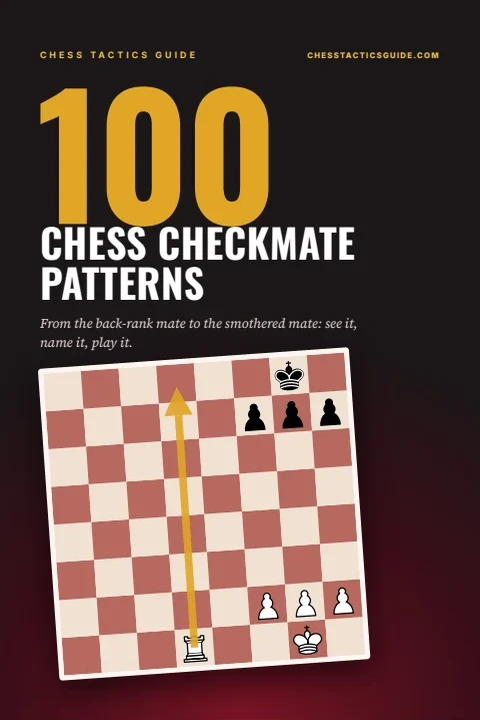 CHESS TACTICS GUIDE
CHESSTACTICSGUIDE.COM
100
CHESS CHECKMATE
PATTERNS
From the back-rank mate to the smothered mate: see it,
name it, play it.